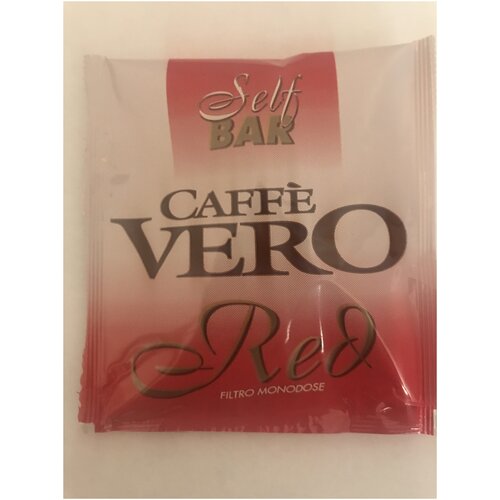 Self
BAR
CAFFÈ
VERO
Red
FILTRO MONODOSE